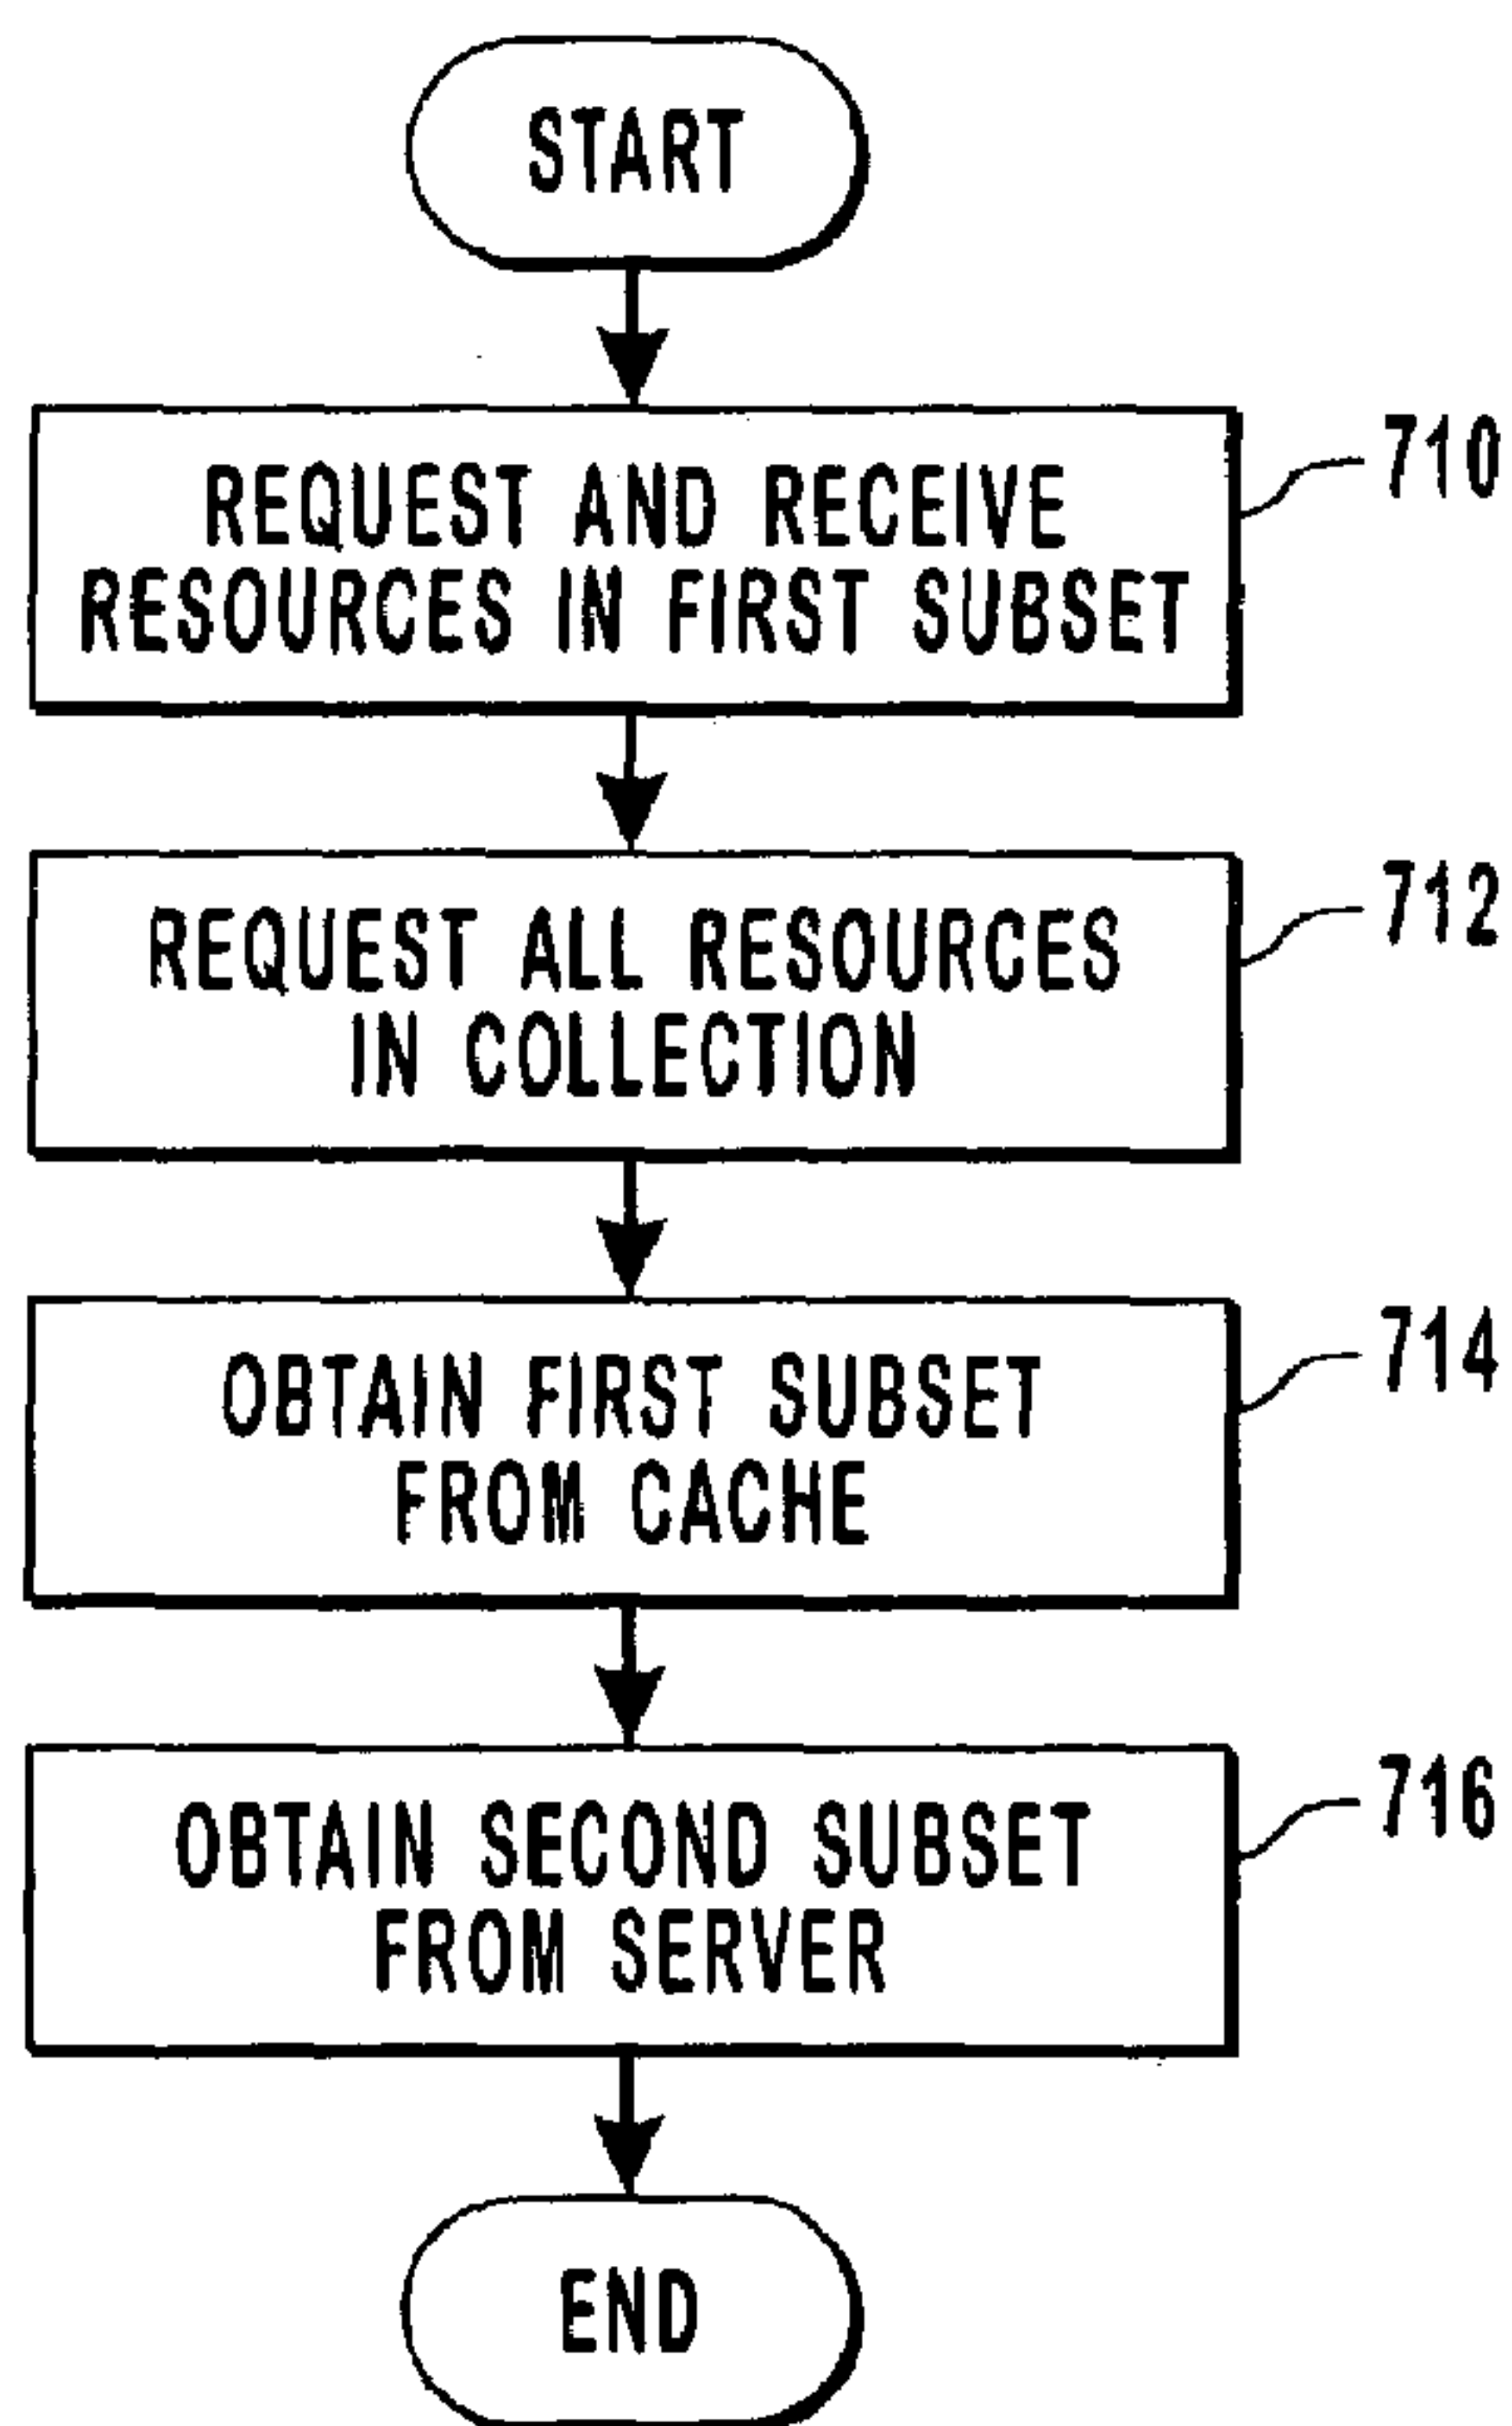 START
REQUEST AND RECEIVE
RESOURCES IN FIRST SUBSET
710
REQUEST ALL RESOURCES
IN COLLECTION
712
OBTAIN FIRST SUBSET
FROM CACHE
714
OBTAIN SECOND SUBSET
FROM SERVER
716
END